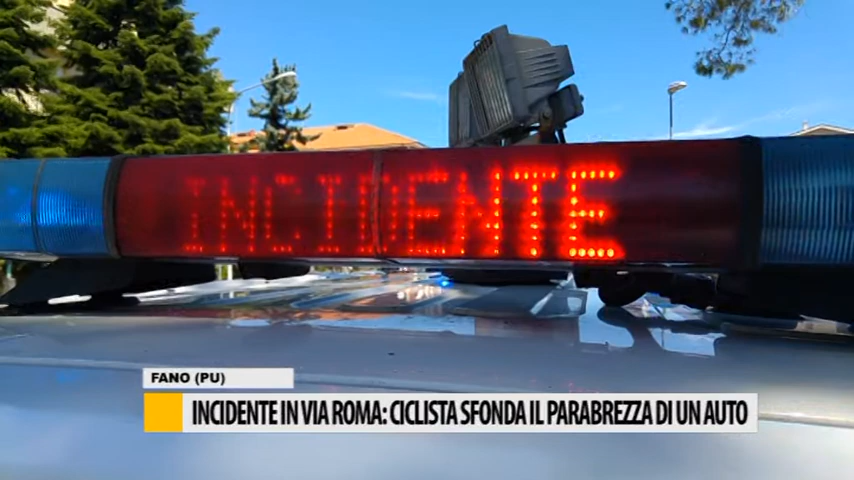 INCIDENTE
FANO (PU)
INCIDENTE IN VIA ROMA: CICLISTA SFONDA IL PARABREZZA DI UN AUTO